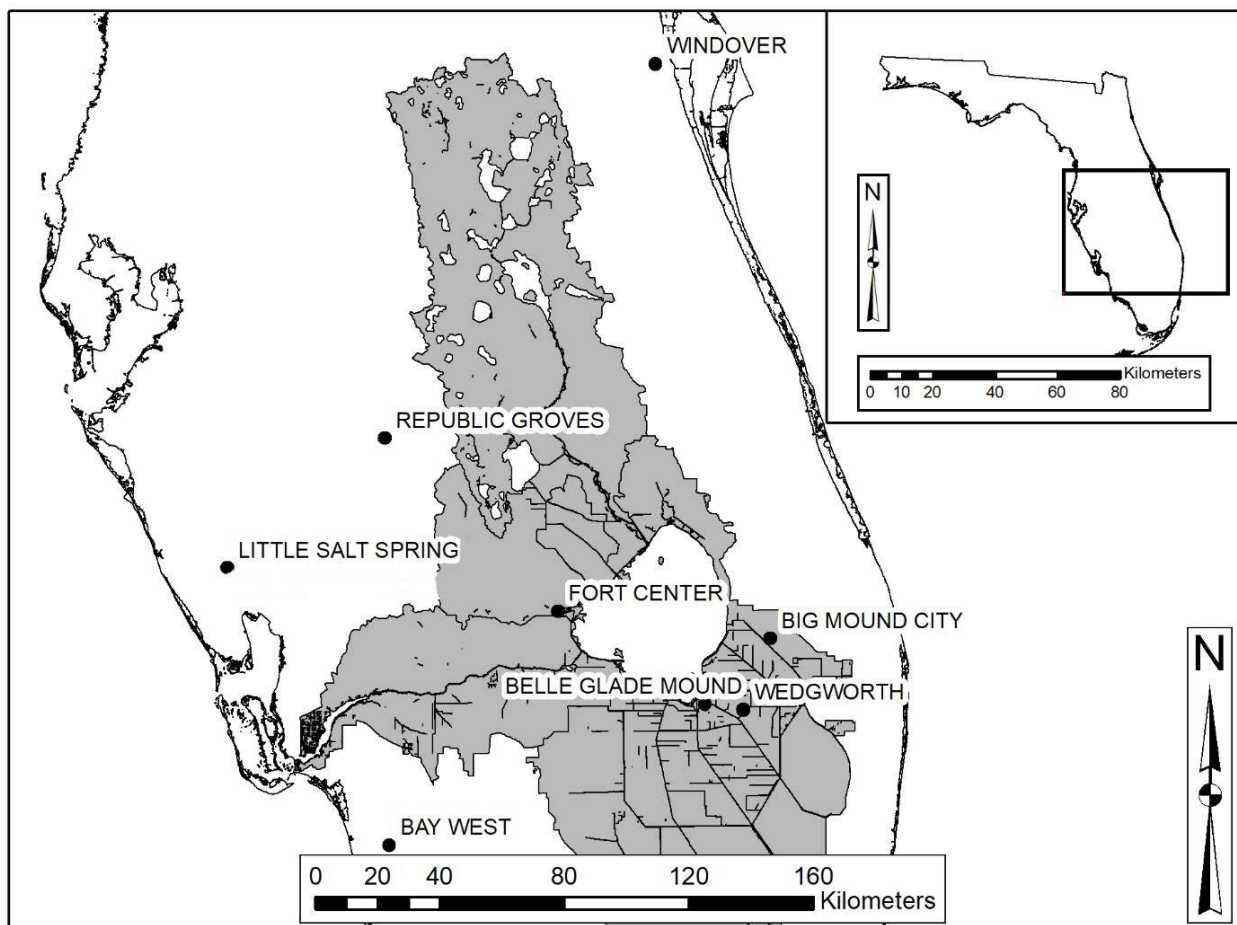 WINDOVER
N
0 10 20 40 60 80
Kilometers
REPUBLIC GROVES
LITTLE SALT SPRING
FORT CENTER
BIG MOUND CITY
BELLE GLADE MOUND
WEDGWORTH
N
BAY WEST
0 20 40 80 120 160
Kilometers